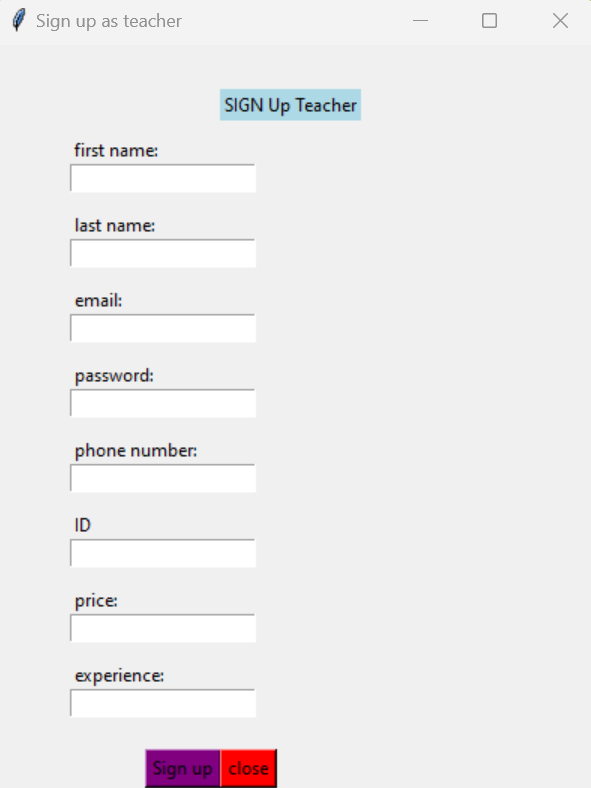 Sign up as teacher
SIGN Up Teacher
first name:
last name:
email:
password:
phone number:
ID
price:
experience:
Sign up close